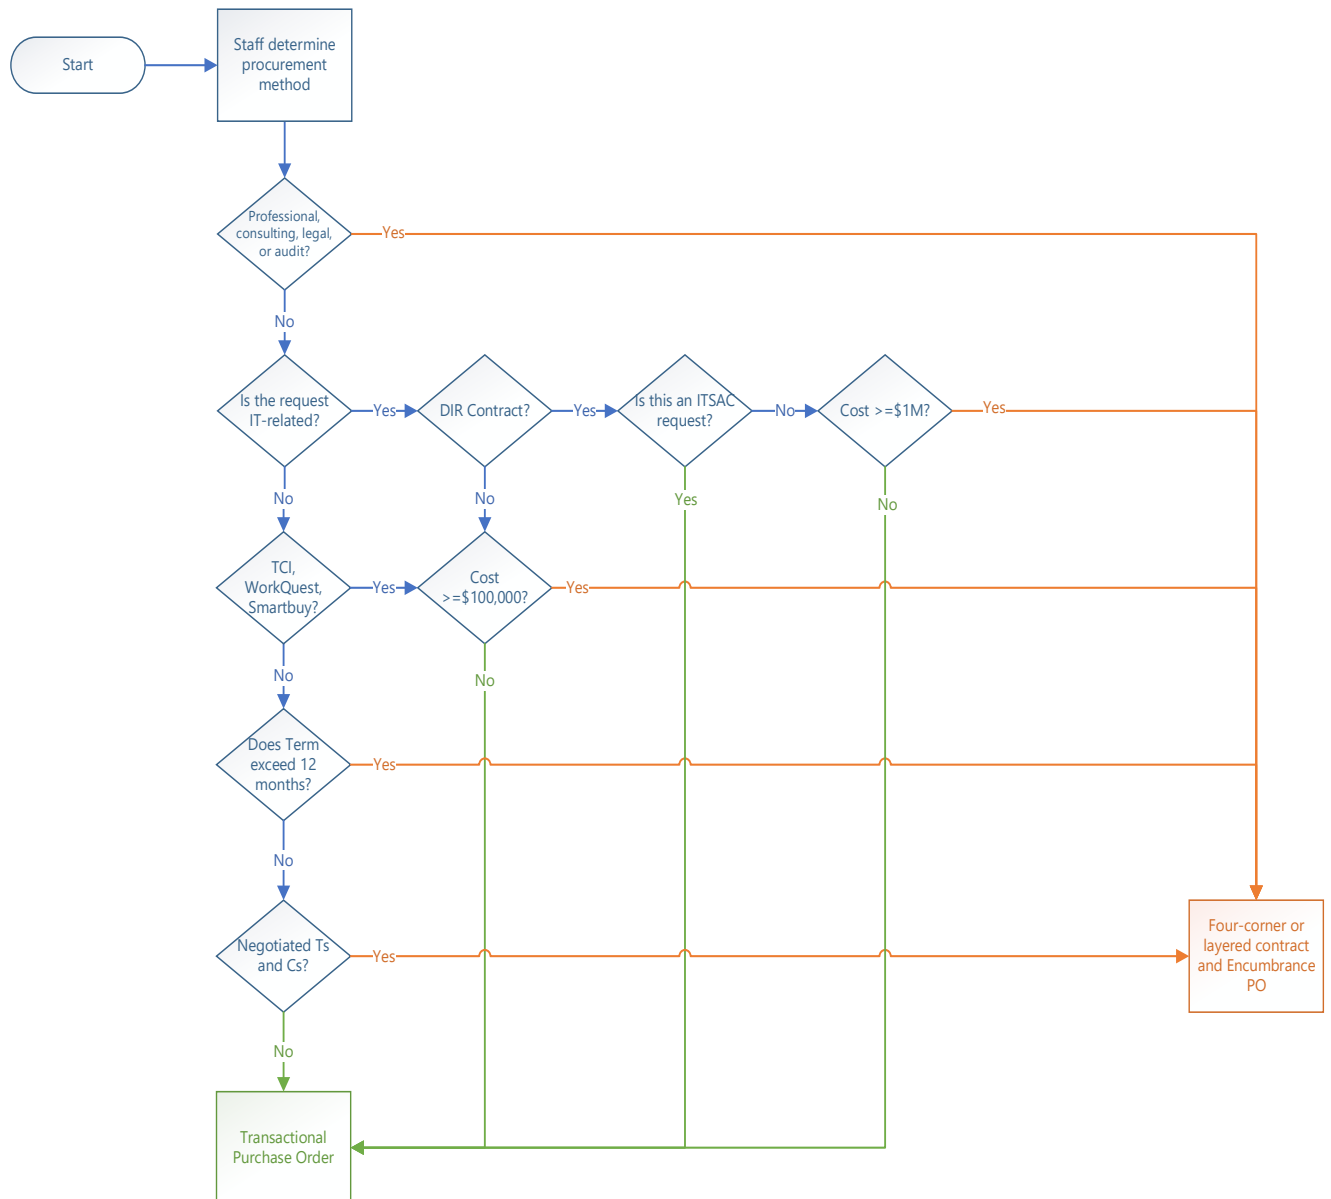 Start
Staff determine
procurement
method
Professional,
consulting, legal,
or audit?
Yes
No
Is the request
IT-related?
Yes
DIR Contract?
Yes
Is this an ITSAC
request?
No
Cost >=$1M?
Yes
No
No
Yes
No
TCI,
WorkQuest,
Smartbuy?
Yes
Cost
>=$100,000?
Yes
No
No
Does Term
exceed 12
months?
Yes
No
Negotiated Ts
and Cs?
Yes
Four-corner or
layered contract
and Encumbrance
PO
No
Transactional
Purchase Order